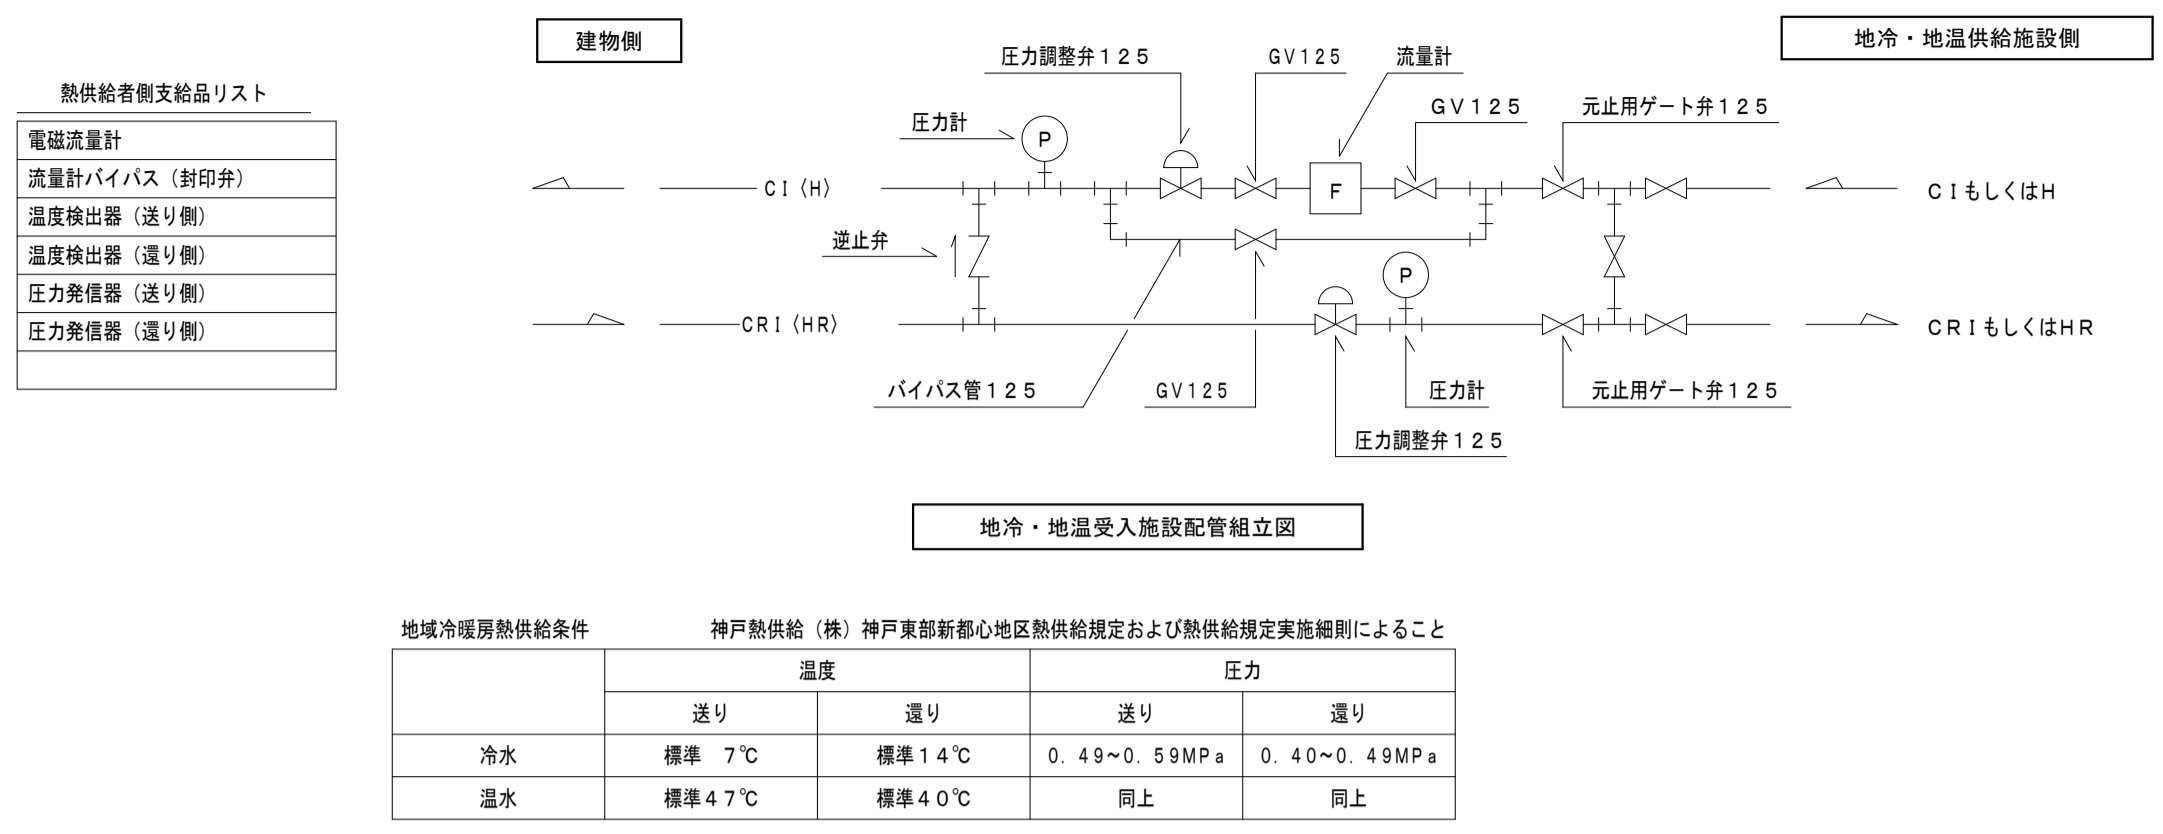 建物側
地冷・地温供給施設側
熱供給者側支給品リスト
電磁流量計
流量計バイパス（封印弁）
温度検出器（送り側）
温度検出器（還り側）
圧力発信器（送り側）
圧力発信器（還り側）
圧力調整弁１２５
GV125
流量計
圧力計
P
GV１２５
元止用ゲート弁１２５
CI〈H〉
F
CIもしくはH
逆止弁
P
CRI〈HR〉
CRIもしくはHR
バイパス管１２５
GV125
圧力計
元止用ゲート弁１２５
圧力調整弁１２５
地冷・地温受入施設配管組立図
地域冷暖房熱供給条件　神戸熱供給（株）神戸東部新都心地区熱供給規定および熱供給規定実施細則によること
温度　圧力
送り　還り　送り　還り
冷水　標準　７℃　標準１４℃　0．49~0．59MPa　0．40~0．49MPa
温水　標準４７℃　標準４０℃　同上　同上